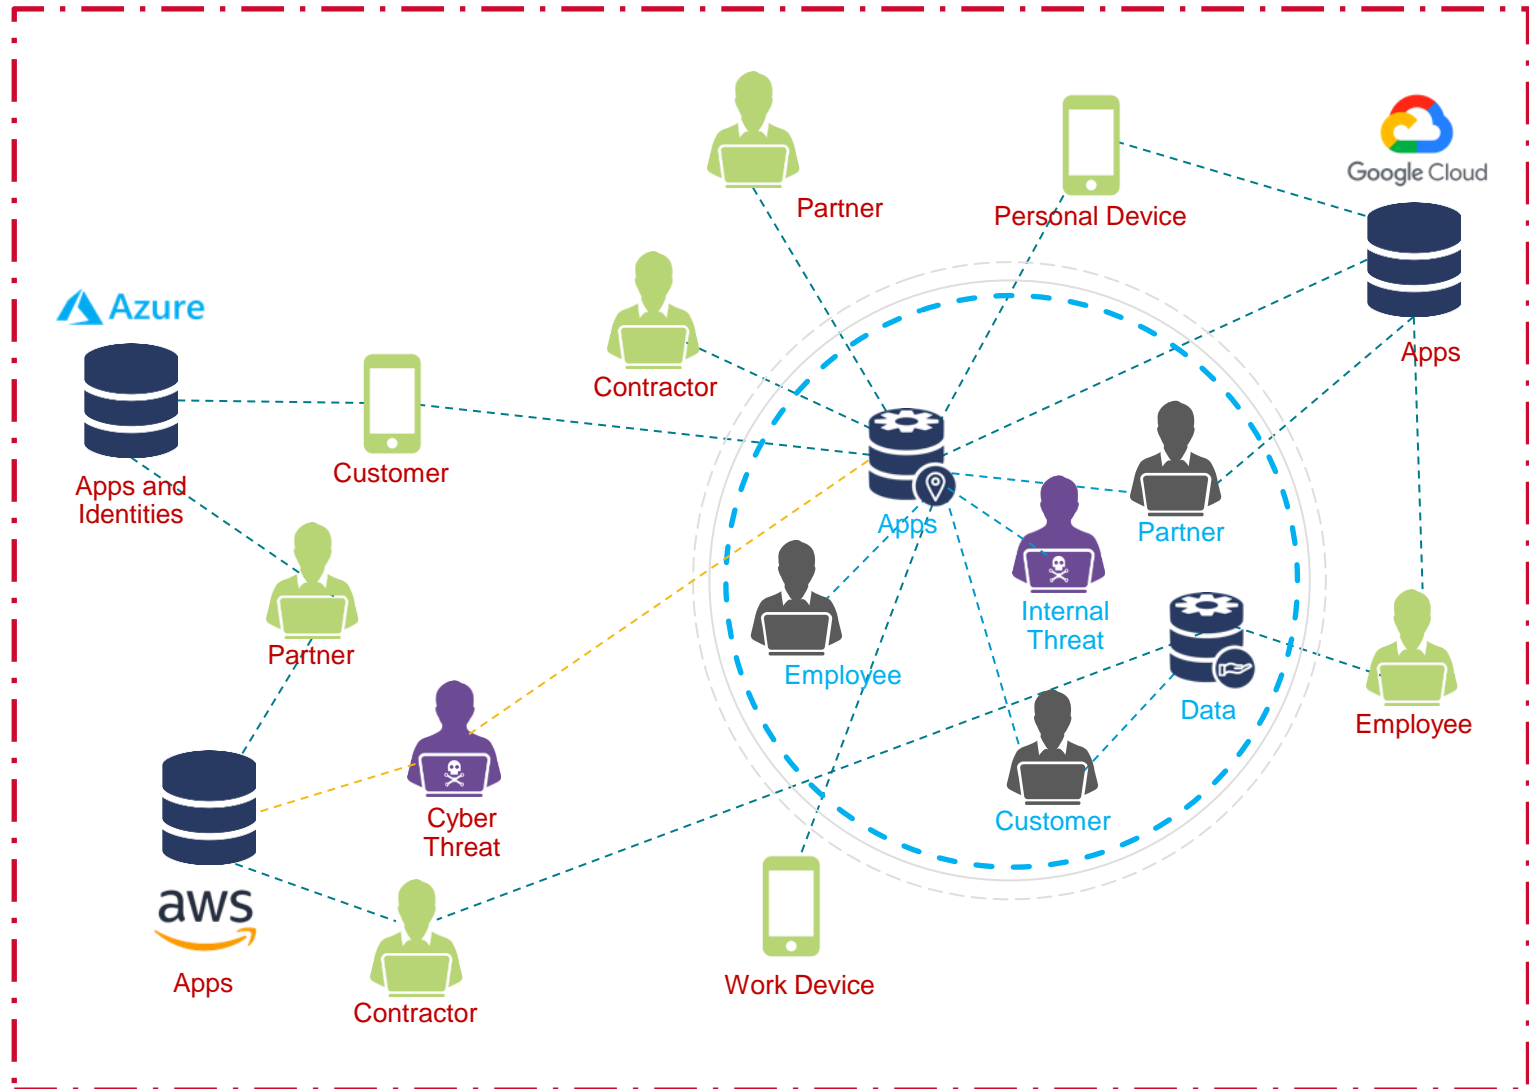 Google Cloud
Partner
Personal Device
Azure
Apps
Contractor
Customer
Apps and
Identities
Apps
Partner
Internal
Threat
Partner
Employee
Data
Employee
Cyber
Threat
Customer
aws
Apps
Work Device
Contractor